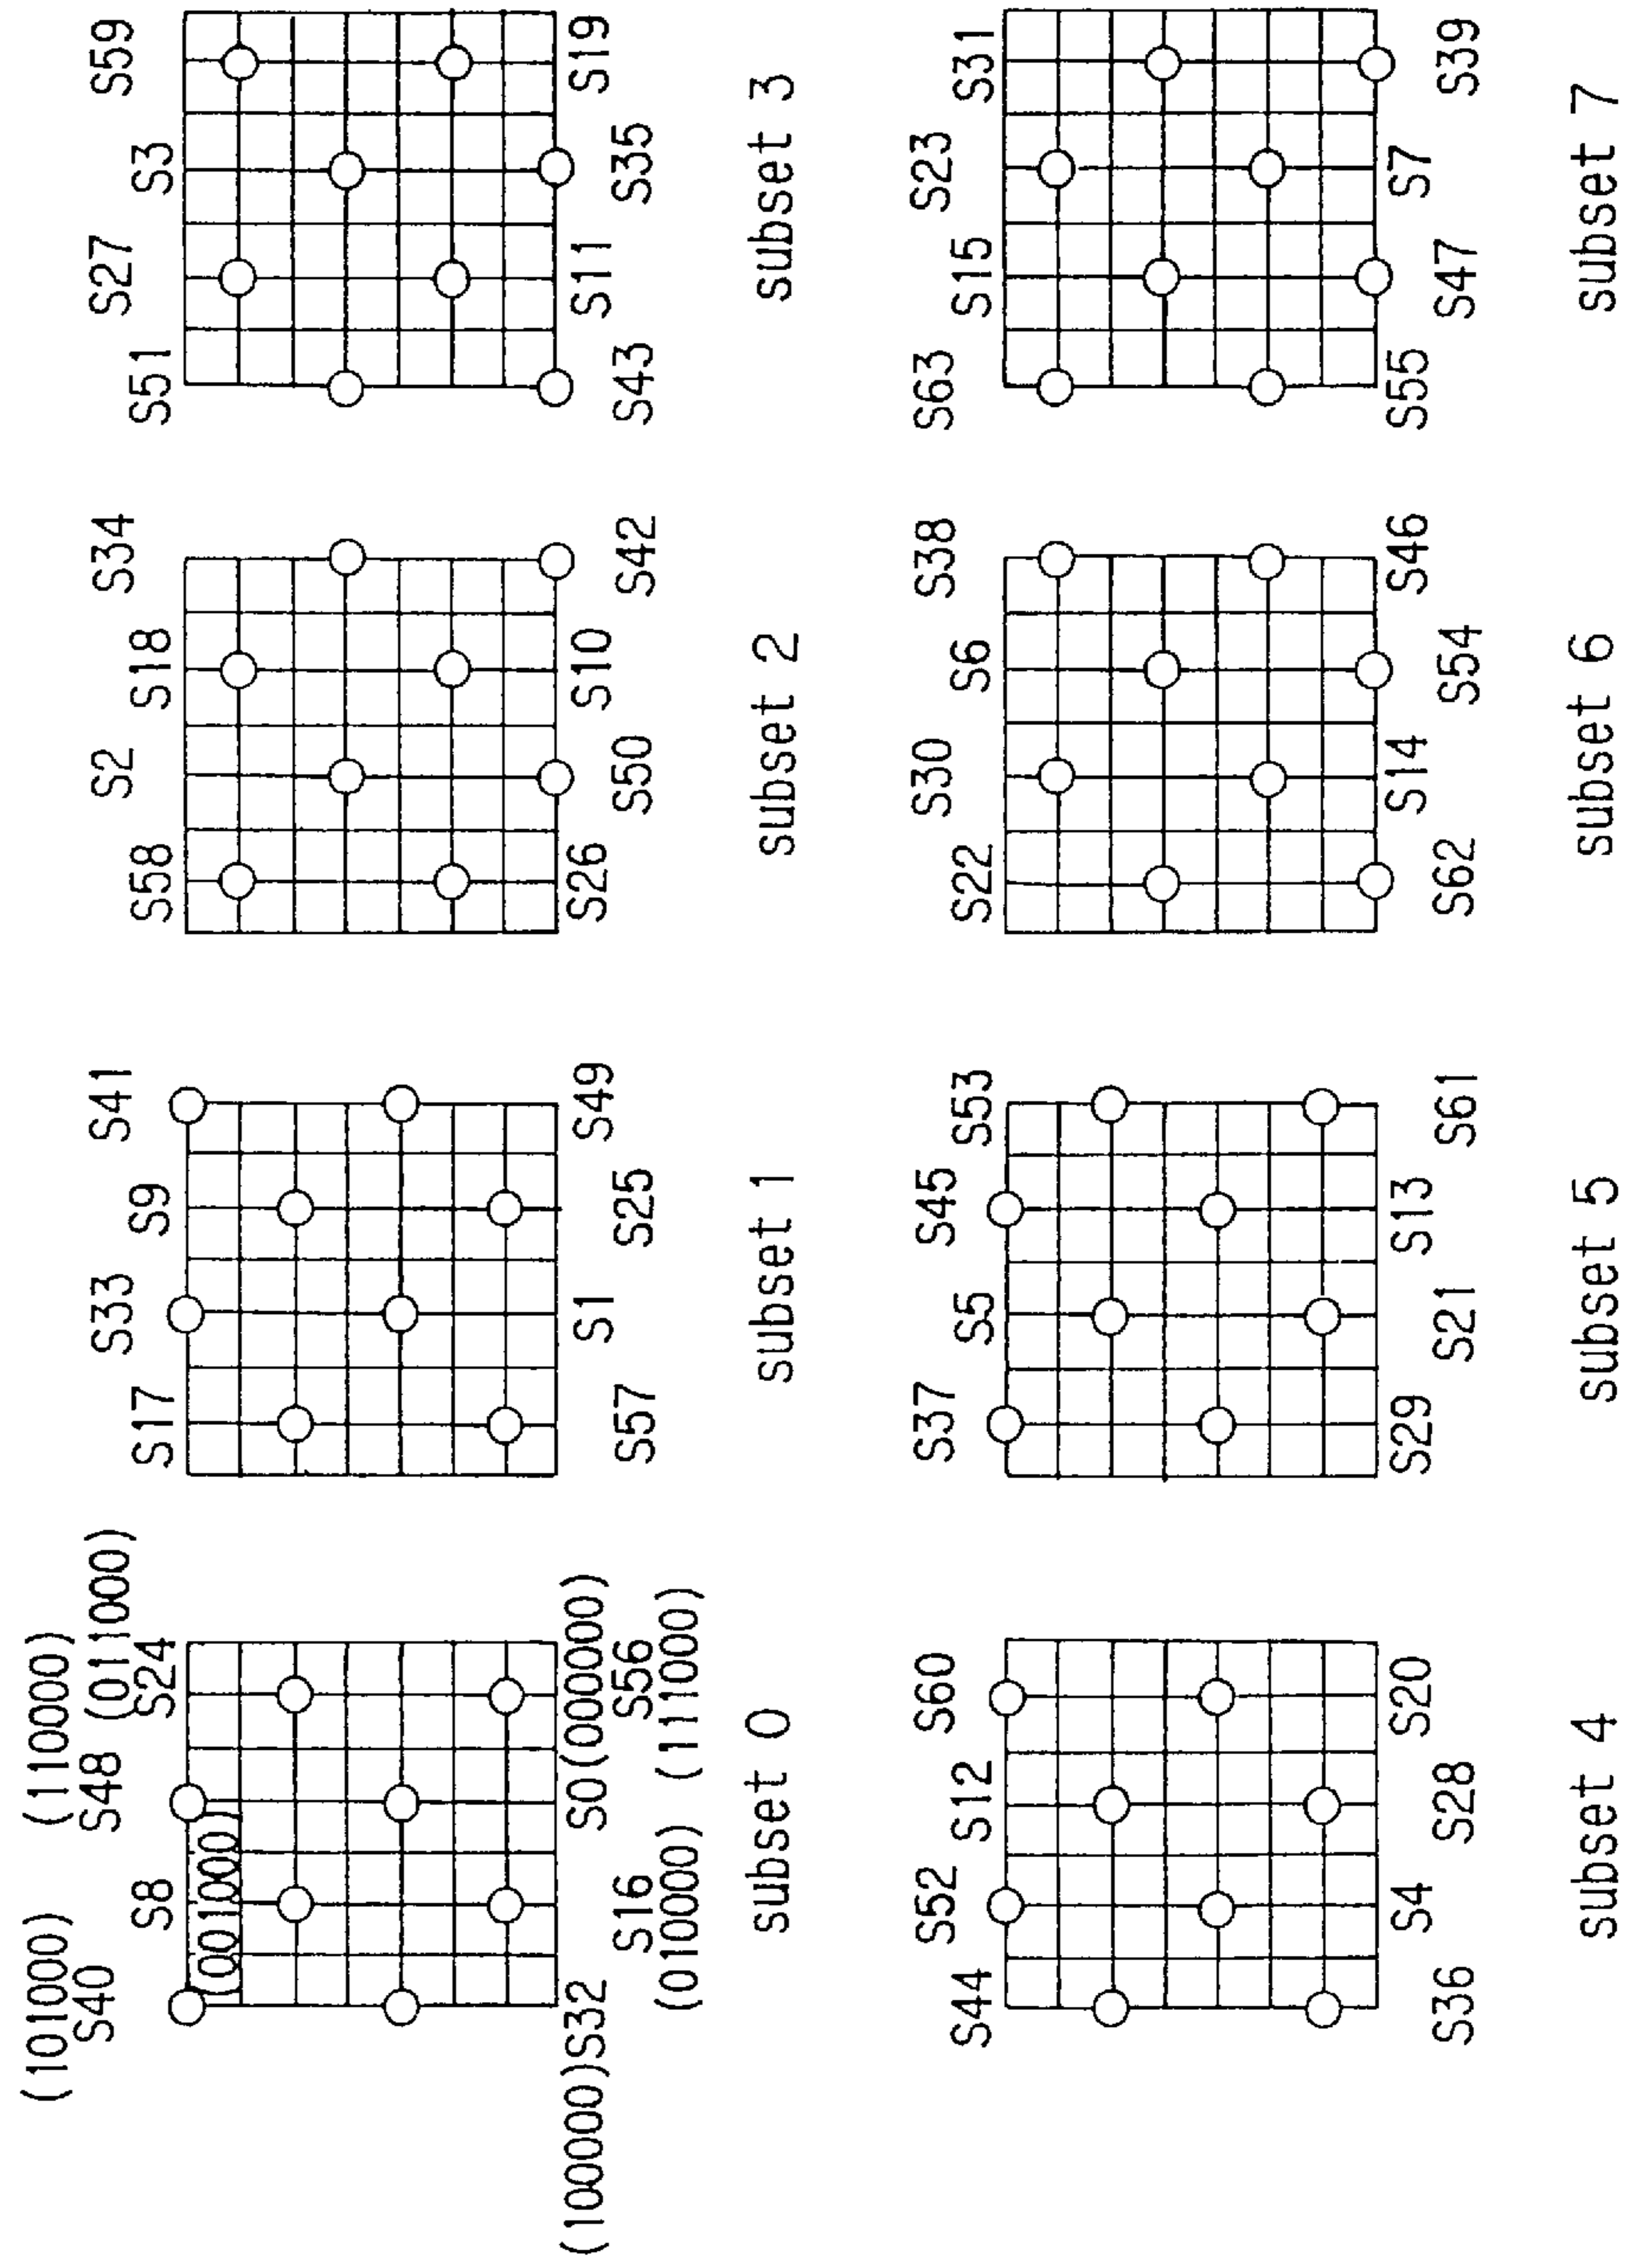 (101000) (110000)
S40 S48 (011000)
S8 S24
(001000)
(100000)S32 S0(000000)
S16 S56
(010000) (111000)
subset 0
S33 S41
S17 S9
S1 S49
S57 S25
subset 1
S2 S34
S58 S18
S26 S10
S50 S42
subset 2
S27 S59
S51 S3
S11 S19
S43 S35
subset 3
S52 S60
S44 S12
S4 S20
S36 S28
subset 4
S37 S45
S5 S53
S29 S13
S21 S61
subset 5
S30 S38
S22 S6
S14 S46
S62 S54
subset 6
S63 S23
S15 S31
S55 S7
S47 S39
subset 7